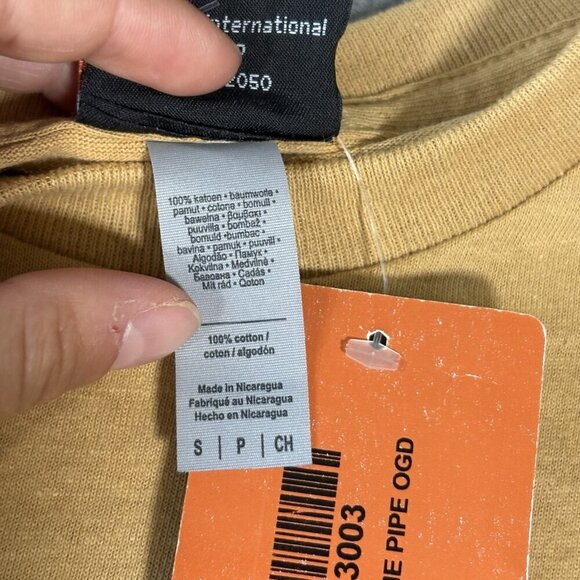 International
2050
100% katoen • baumwolle •
pamut • cotone • bomull •
bawełna • βαμβακι •
puuvilla • bombaž •
bomuld • bumbac •
bavlna • pamuk • puuvill •
Algodão • Памук •
Kokvilna • Medvilnė •
Бавовна • Cadás •
Mit rád • Qoton
100% cotton /
coton / algodón
Made in Nicaragua
Fabriqué au Nicaragua
Hecho en Nicaragua
S | P | CH
3003
PIPE OGD